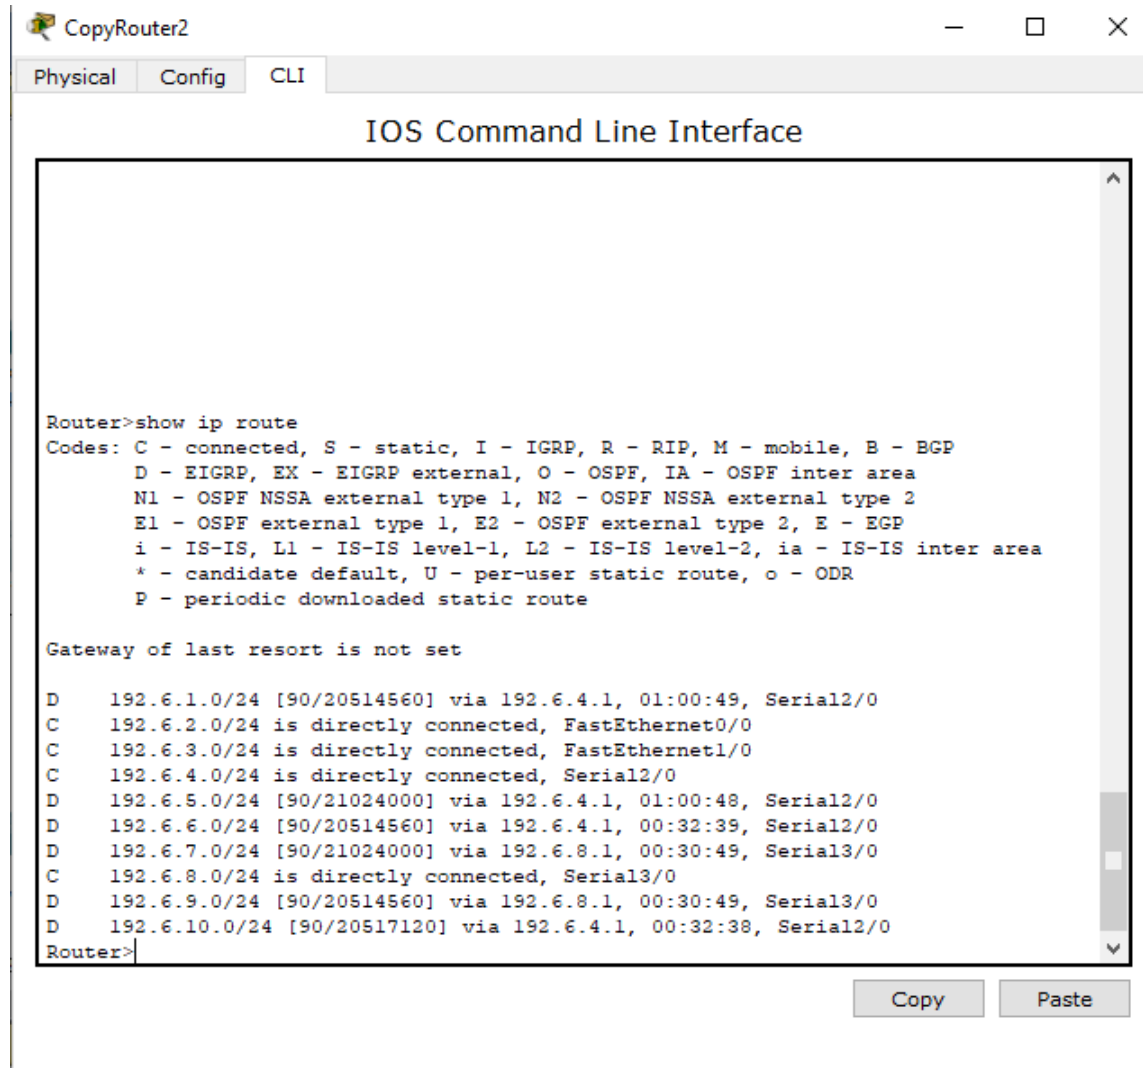 CopyRouter2
Physical Config CLI
IOS Command Line Interface
Router>show ip route
Codes: C - connected, S - static, I - IGRP, R - RIP, M - mobile, B - BGP
D - EIGRP, EX - EIGRP external, O - OSPF, IA - OSPF inter area
N1 - OSPF NSSA external type 1, N2 - OSPF NSSA external type 2
E1 - OSPF external type 1, E2 - OSPF external type 2, E - EGP
i - IS-IS, L1 - IS-IS level-1, L2 - IS-IS level-2, ia - IS-IS inter area
* - candidate default, U - per-user static route, o - ODR
P - periodic downloaded static route
Gateway of last resort is not set
D 192.6.1.0/24 [90/20514560] via 192.6.4.1, 01:00:49, Serial2/0
C 192.6.2.0/24 is directly connected, FastEthernet0/0
C 192.6.3.0/24 is directly connected, FastEthernet1/0
C 192.6.4.0/24 is directly connected, Serial2/0
D 192.6.5.0/24 [90/21024000] via 192.6.4.1, 01:00:48, Serial2/0
D 192.6.6.0/24 [90/20514560] via 192.6.4.1, 00:32:39, Serial2/0
D 192.6.7.0/24 [90/21024000] via 192.6.8.1, 00:30:49, Serial3/0
C 192.6.8.0/24 is directly connected, Serial3/0
D 192.6.9.0/24 [90/20514560] via 192.6.8.1, 00:30:49, Serial3/0
D 192.6.10.0/24 [90/20517120] via 192.6.4.1, 00:32:38, Serial2/0
Router>
Copy Paste